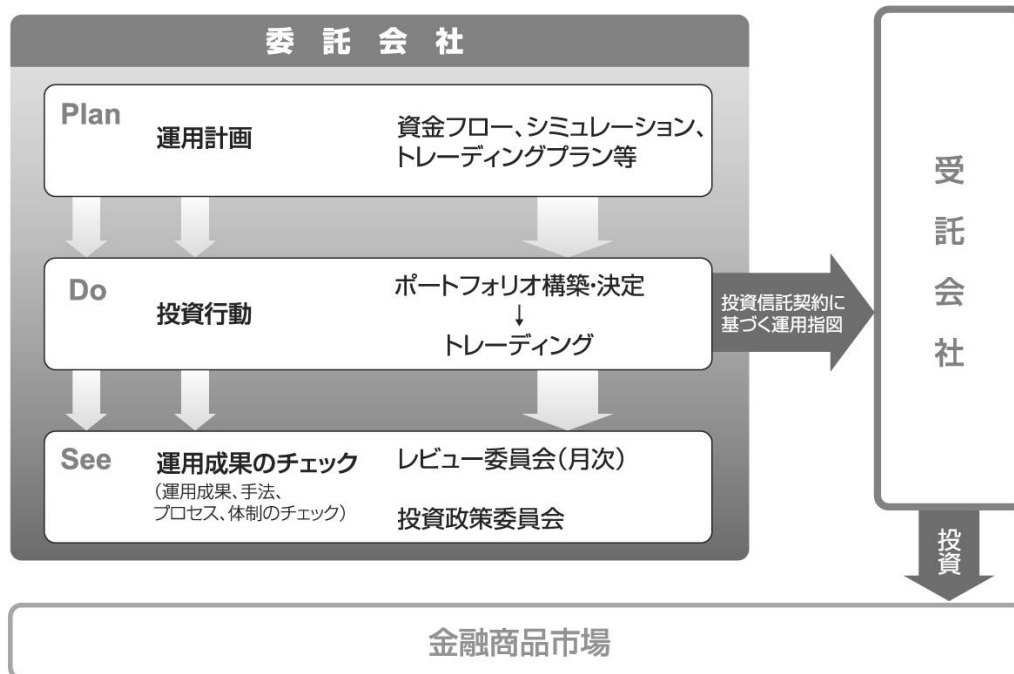 委託会社
Plan
運用計画
資金フロー、シミュレーション、
トレーディングプラン等
Do
投資行動
ポートフォリオ構築・決定
↓
トレーディング
投資信託契約に
基づく運用指図
See
運用成果のチェック
(運用成果、手法、
プロセス、体制のチェック)
レビュー委員会(月次)
投資政策委員会
受託会社
投資
金融商品市場